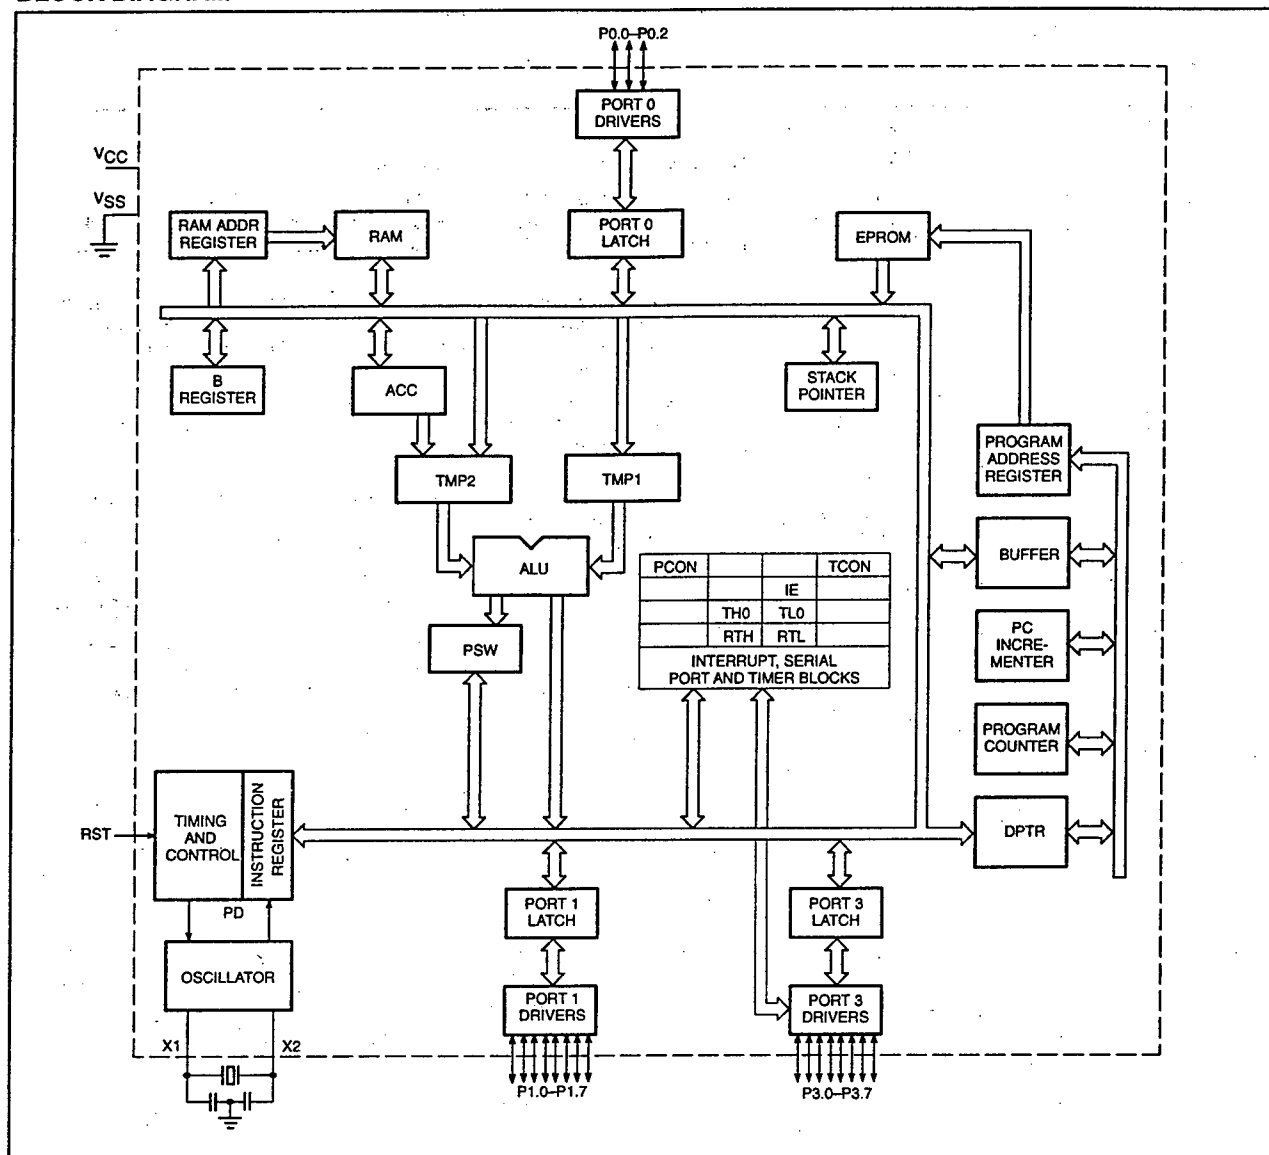 P0.0–P0.2
PORT 0
DRIVERS
VCC
VSS
RAM ADDR
REGISTER
RAM
PORT 0
LATCH
EPROM
B
REGISTER
ACC
STACK
POINTER
PROGRAM
ADDRESS
REGISTER
TMP2
TMP1
ALU
BUFFER
PCON TCON
IE
TH0 TL0
RTH RTL
INTERRUPT, SERIAL
PORT AND TIMER BLOCKS
PSW
PC
INCRE-
MENTER
PROGRAM
COUNTER
RST
TIMING
AND
CONTROL
INSTRUCTION
REGISTER
DPTR
PD
PORT 1
LATCH
PORT 3
LATCH
OSCILLATOR
PORT 1
DRIVERS
PORT 3
DRIVERS
X1
X2
P1.0–P1.7
P3.0–P3.7